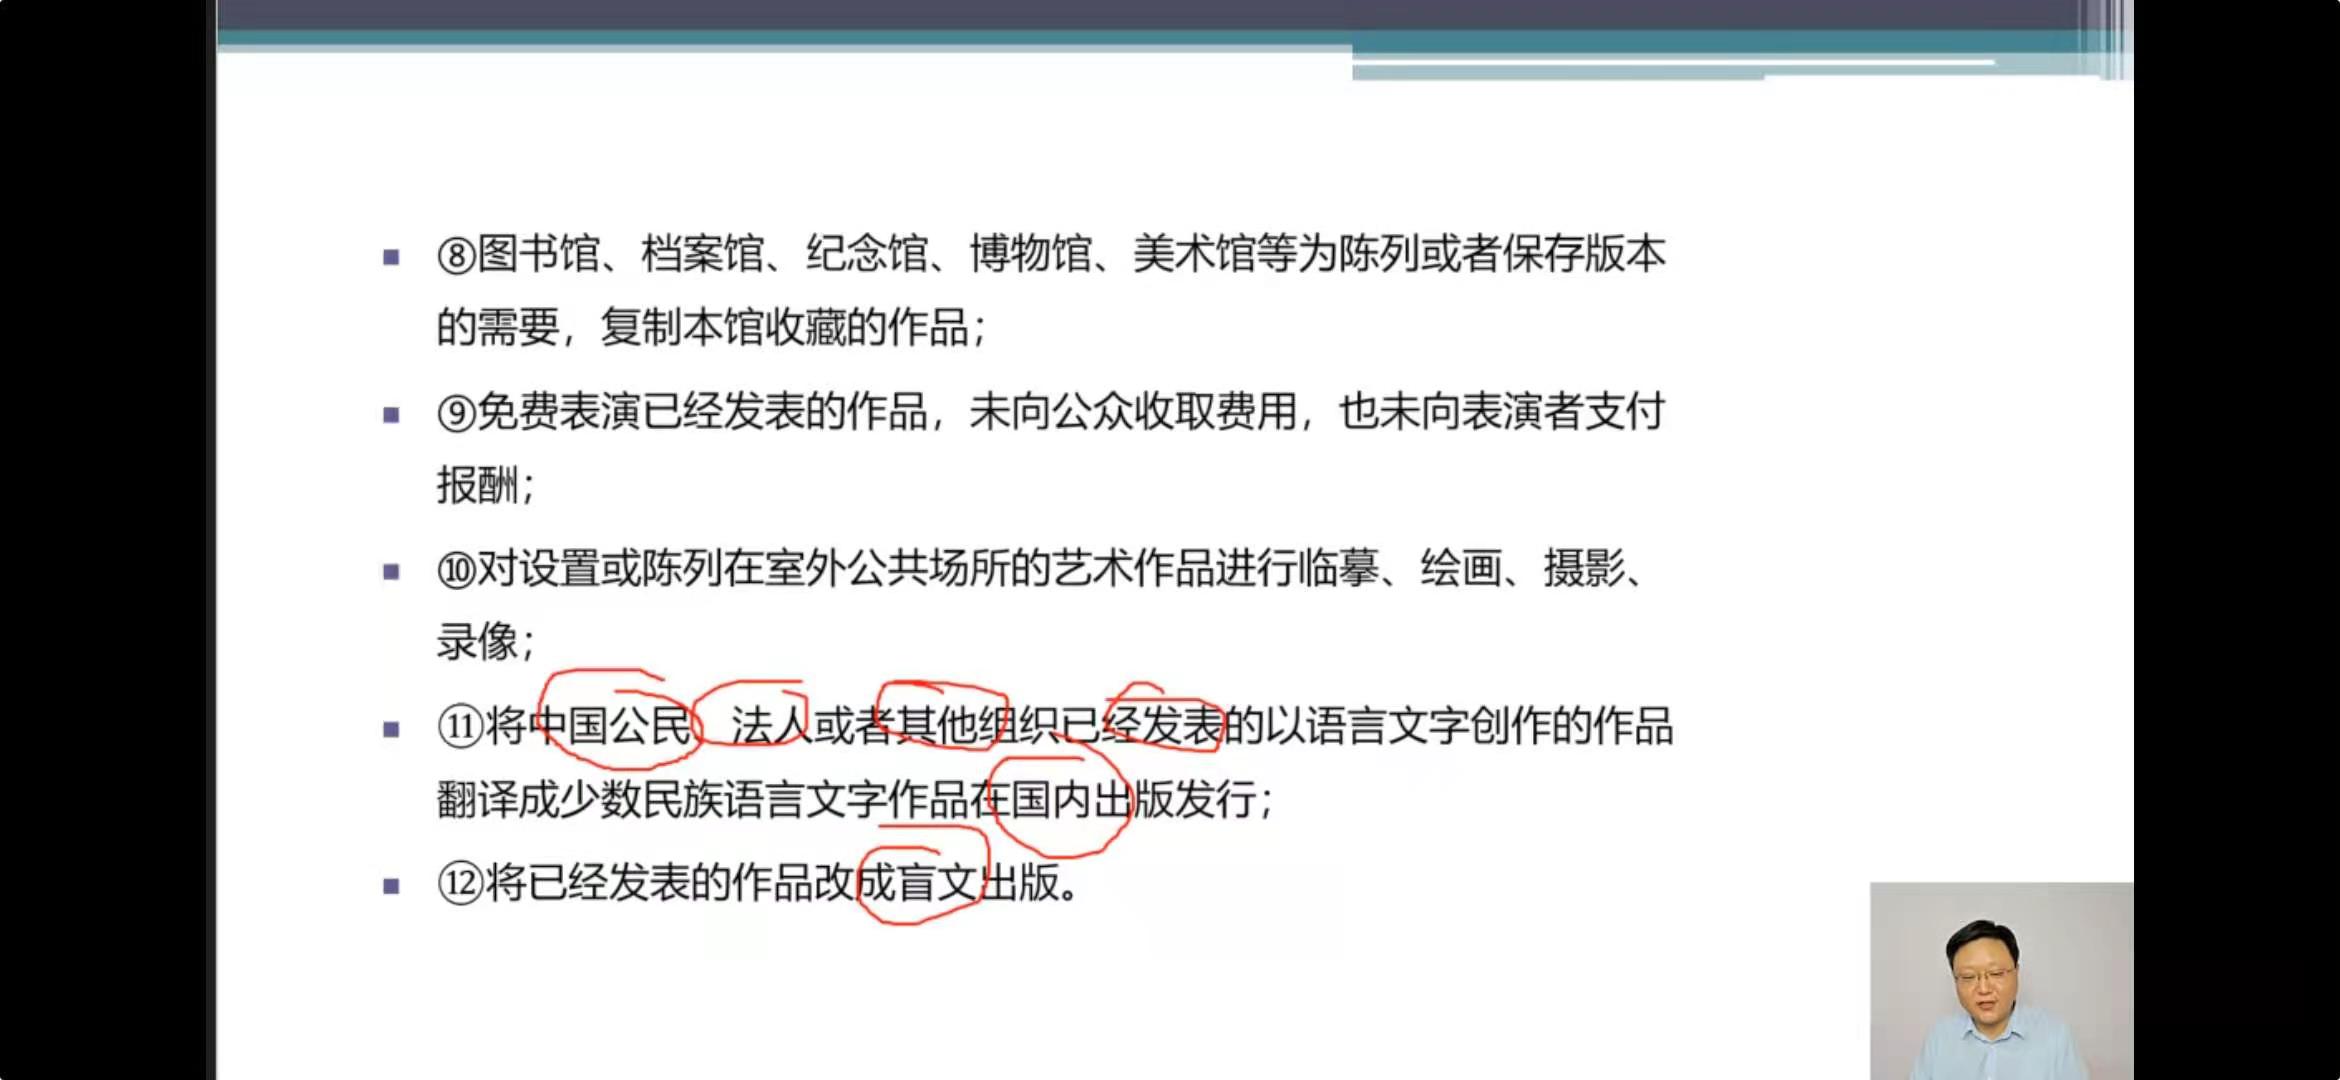 ⑧图书馆、档案馆、纪念馆、博物馆、美术馆等为陈列或者保存版本
的需要，复制本馆收藏的作品；
⑨免费表演已经发表的作品，未向公众收取费用，也未向表演者支付
报酬；
⑩对设置或陈列在室外公共场所的艺术作品进行临摹、绘画、摄影、
录像；
⑪将中国公民、法人或者其他组织已经发表的以语言文字创作的作品
翻译成少数民族语言文字作品在国内出版发行；
⑫将已经发表的作品改成盲文出版。